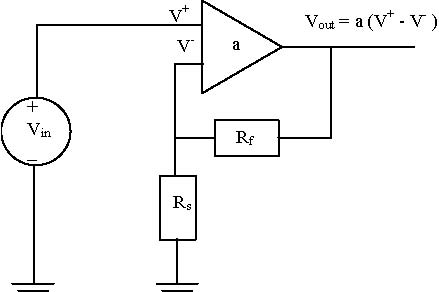 V+
Vout = a (V+ - V-)
V-
a
+
Vin
–
Rf
Rs